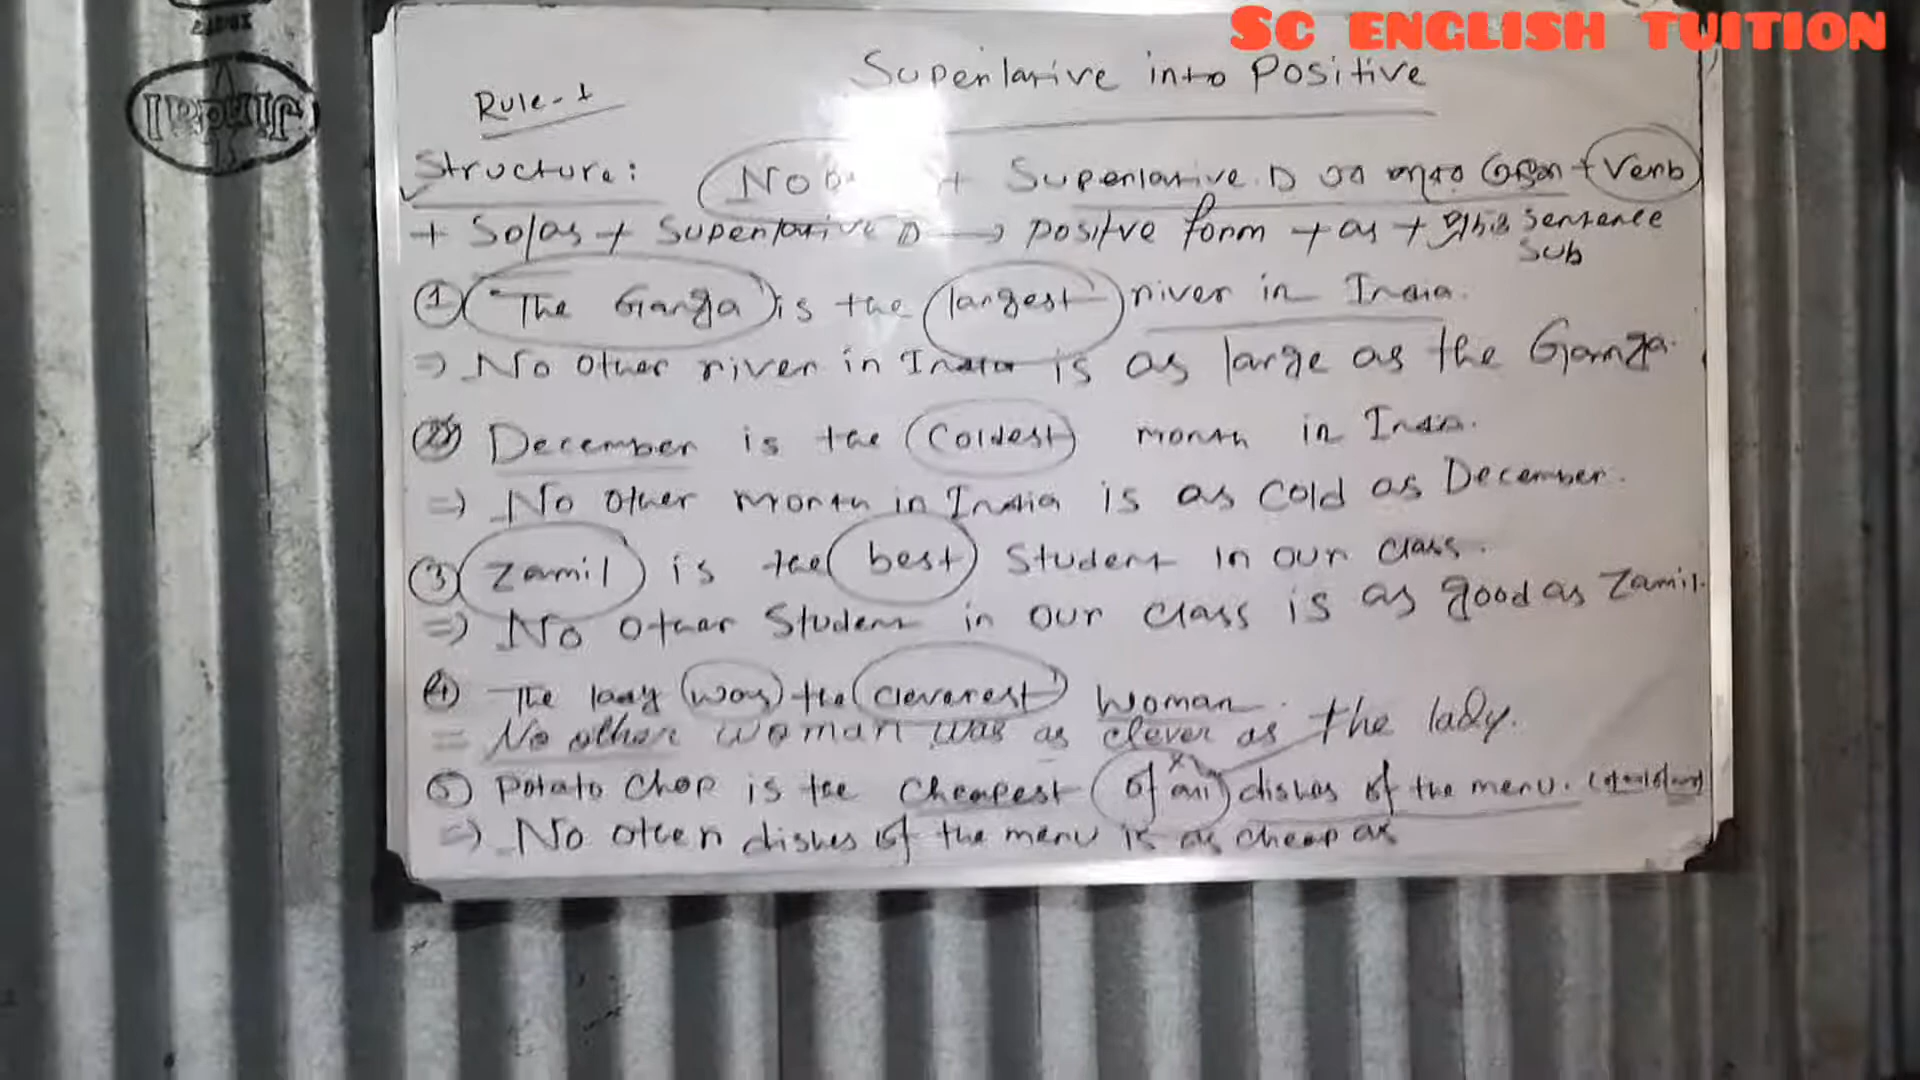 SC ENGLISH TUITION
Jindal
Superlative into Positive
Rule-1
Structure: No + Superlative + Verb
+ So/as + Superlative → positve form + as + sentence
sub
① The Ganga is the largest river in India.
⇒ No other river in India is as large as the Ganga.
② December is the coldest month in India.
⇒ No other month in India is as cold as December.
③ Zamil is the best student in our class.
⇒ No other student in our class is as good as Zamil.
④ The lady was the cleverest woman.
= No other woman was as clever as the lady.
⑤ Potato chop is the cheapest of all dishes of the menu.
⇒ No other dishes of the menu is as cheap as